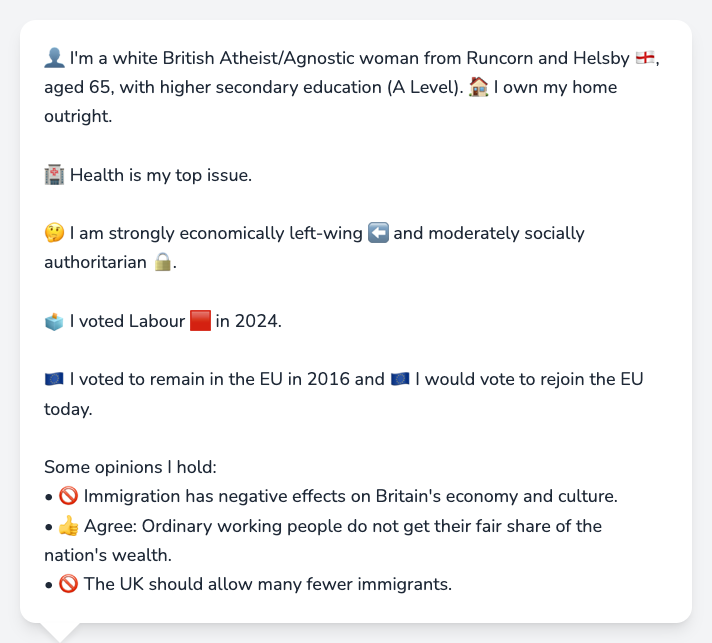 👤 I'm a white British Atheist/Agnostic woman from Runcorn and Helsby 🏴󠁧󠁢󠁥󠁮󠁧󠁿,
aged 65, with higher secondary education (A Level). 🏠 I own my home
outright.
🏥 Health is my top issue.
🤔 I am strongly economically left-wing ⬅️ and moderately socially
authoritarian 🔒.
🗳️ I voted Labour 🟥 in 2024.
🇪🇺 I voted to remain in the EU in 2016 and 🇪🇺 I would vote to rejoin the EU
today.
Some opinions I hold:
• 🚫 Immigration has negative effects on Britain's economy and culture.
• 👍 Agree: Ordinary working people do not get their fair share of the
nation's wealth.
• 🚫 The UK should allow many fewer immigrants.